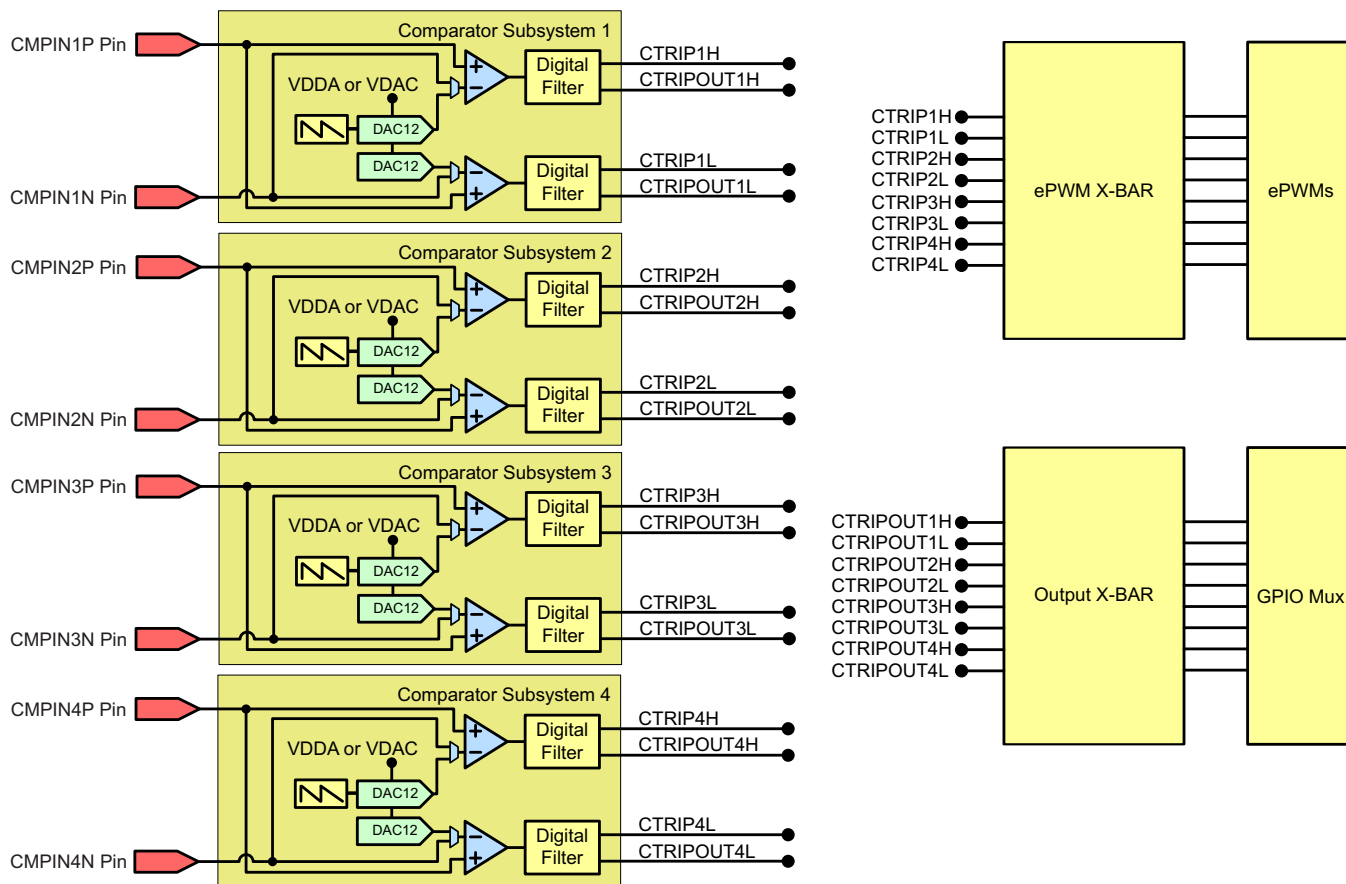 Comparator Subsystem 1
CMPIN1P Pin
VDDA or VDAC
DAC12
DAC12
Digital
Filter
CTRIP1H
CTRIPOUT1H
Digital
Filter
CTRIP1L
CTRIPOUT1L
CMPIN1N Pin
Comparator Subsystem 2
CMPIN2P Pin
VDDA or VDAC
DAC12
DAC12
Digital
Filter
CTRIP2H
CTRIPOUT2H
Digital
Filter
CTRIP2L
CTRIPOUT2L
CMPIN2N Pin
Comparator Subsystem 3
CMPIN3P Pin
VDDA or VDAC
DAC12
DAC12
Digital
Filter
CTRIP3H
CTRIPOUT3H
Digital
Filter
CTRIP3L
CTRIPOUT3L
CMPIN3N Pin
Comparator Subsystem 4
CMPIN4P Pin
VDDA or VDAC
DAC12
DAC12
Digital
Filter
CTRIP4H
CTRIPOUT4H
Digital
Filter
CTRIP4L
CTRIPOUT4L
CMPIN4N Pin
CTRIP1H
CTRIP1L
CTRIP2H
CTRIP2L
CTRIP3H
CTRIP3L
CTRIP4H
CTRIP4L
ePWM X-BAR
ePWMs
CTRIPOUT1H
CTRIPOUT1L
CTRIPOUT2H
CTRIPOUT2L
CTRIPOUT3H
CTRIPOUT3L
CTRIPOUT4H
CTRIPOUT4L
Output X-BAR
GPIO Mux